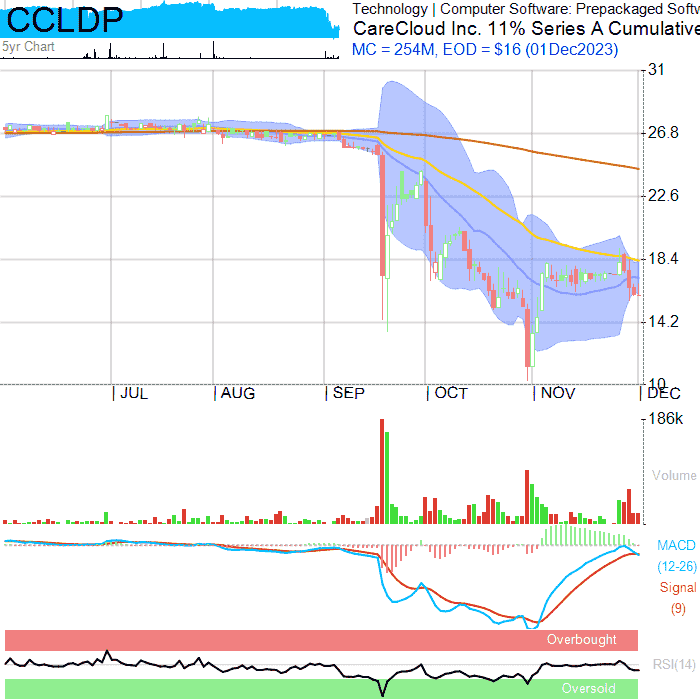 CCLDP
5yr Chart
Technology | Computer Software: Prepackaged Softw
CareCloud Inc. 11% Series A Cumulative
MC = 254M, EOD = $16 (01Dec2023)
31
26.8
22.6
18.4
14.2
10
JUL AUG SEP OCT NOV DEC
186k
Volume
MACD
(12-26)
Signal
(9)
Overbought
RSI(14)
Oversold